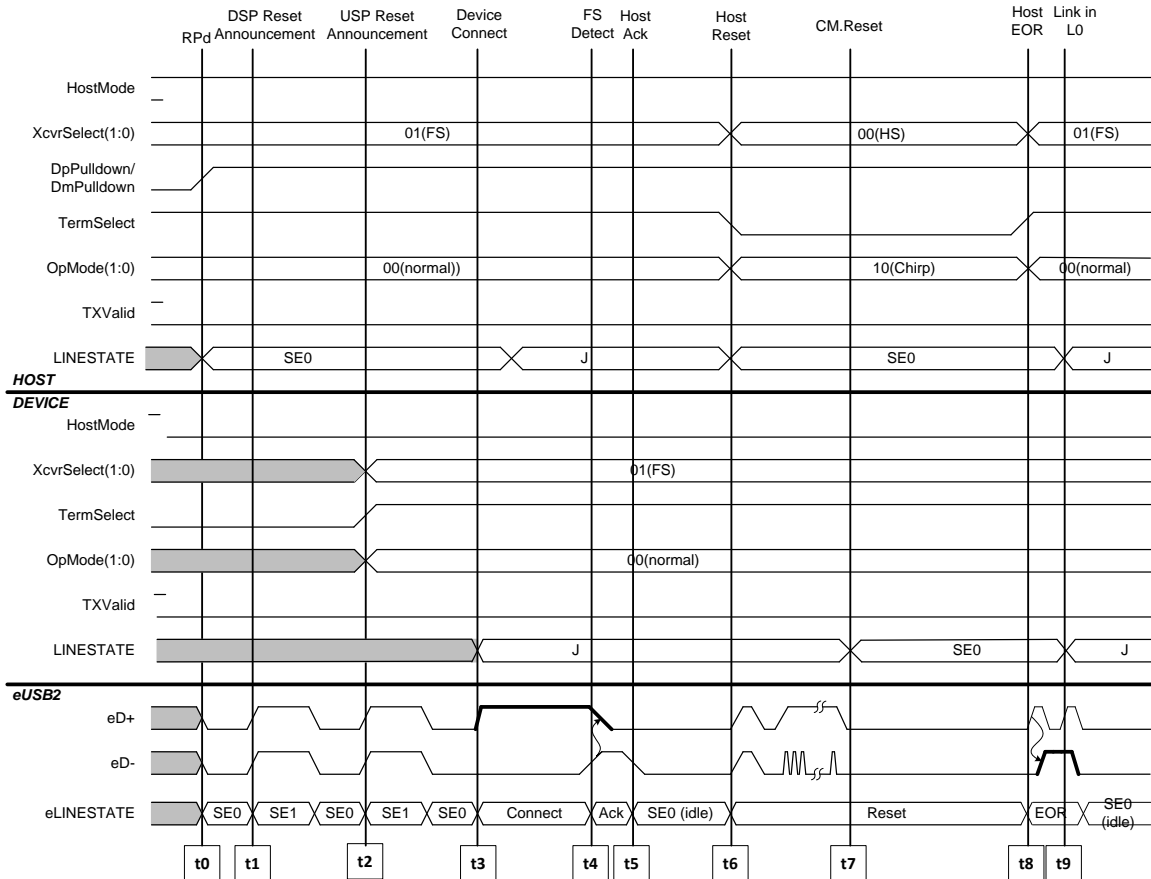 RPd
DSP Reset
Announcement
USP Reset
Announcement
Device
Connect
FS
Detect
Host
Ack
Host
Reset
CM.Reset
Host
EOR
Link in
L0
HostMode
XcvrSelect(1:0)
01(FS)
00(HS)
01(FS)
DpPulldown/
DmPulldown
TermSelect
OpMode(1:0)
00(normal))
10(Chirp)
00(normal)
TXValid
LINESTATE
SE0
J
SE0
J
HOST
DEVICE
HostMode
XcvrSelect(1:0)
01(FS)
TermSelect
OpMode(1:0)
00(normal)
TXValid
LINESTATE
J
SE0
J
eUSB2
eD+
eD-
eLINESTATE
SE0
SE1
SE0
SE1
SE0
Connect
Ack
SE0 (idle)
Reset
EOR
SE0
(idle)
t0
t1
t2
t3
t4
t5
t6
t7
t8
t9